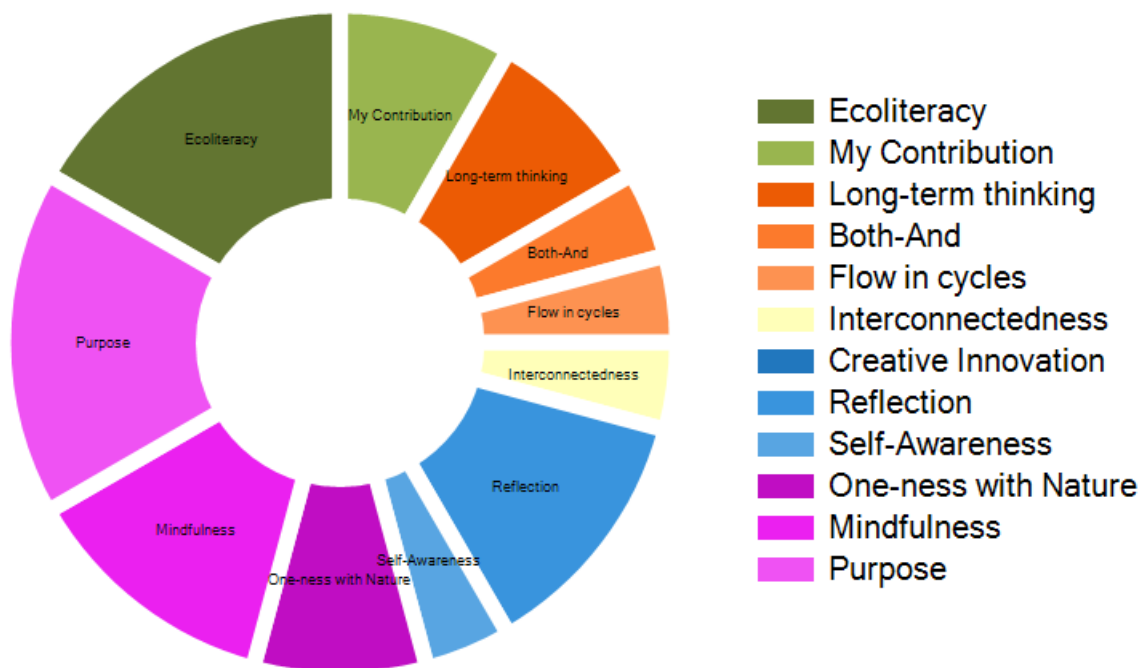 My Contribution
Ecoliteracy
Long-term thinking
Both-And
Flow in cycles
Purpose
Interconnectedness
Reflection
Mindfulness
Self-Awareness
One-ness with Nature
Ecoliteracy
My Contribution
Long-term thinking
Both-And
Flow in cycles
Interconnectedness
Creative Innovation
Reflection
Self-Awareness
One-ness with Nature
Mindfulness
Purpose